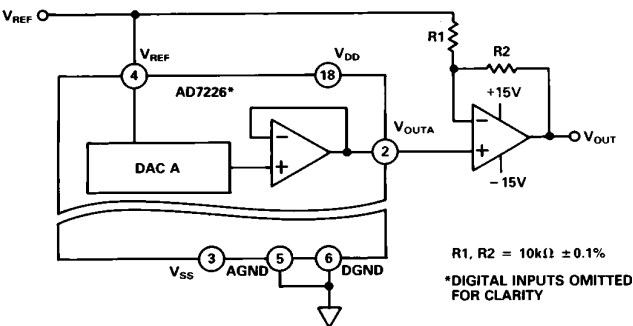 VREF
R1
R2
VREF
VDD
4
18
AD7226*
+15V
−
+
−
+
VOUTA
2
VOUT
DAC A
−15V
VSS
3
AGND
5
6
DGND
R1, R2 = 10kΩ ±0.1%
*DIGITAL INPUTS OMITTED
FOR CLARITY